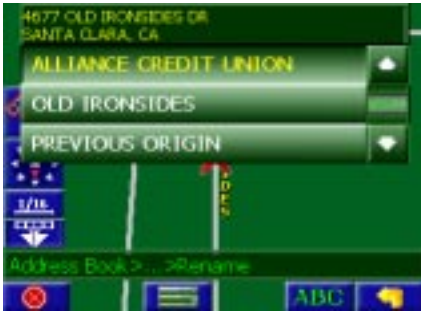 4677 OLD IRONSIDES DR
SANTA CLARA, CA
ALLIANCE CREDIT UNION
OLD IRONSIDES
PREVIOUS ORIGIN
DES
1/16
Address Book>...>Rename
ABC